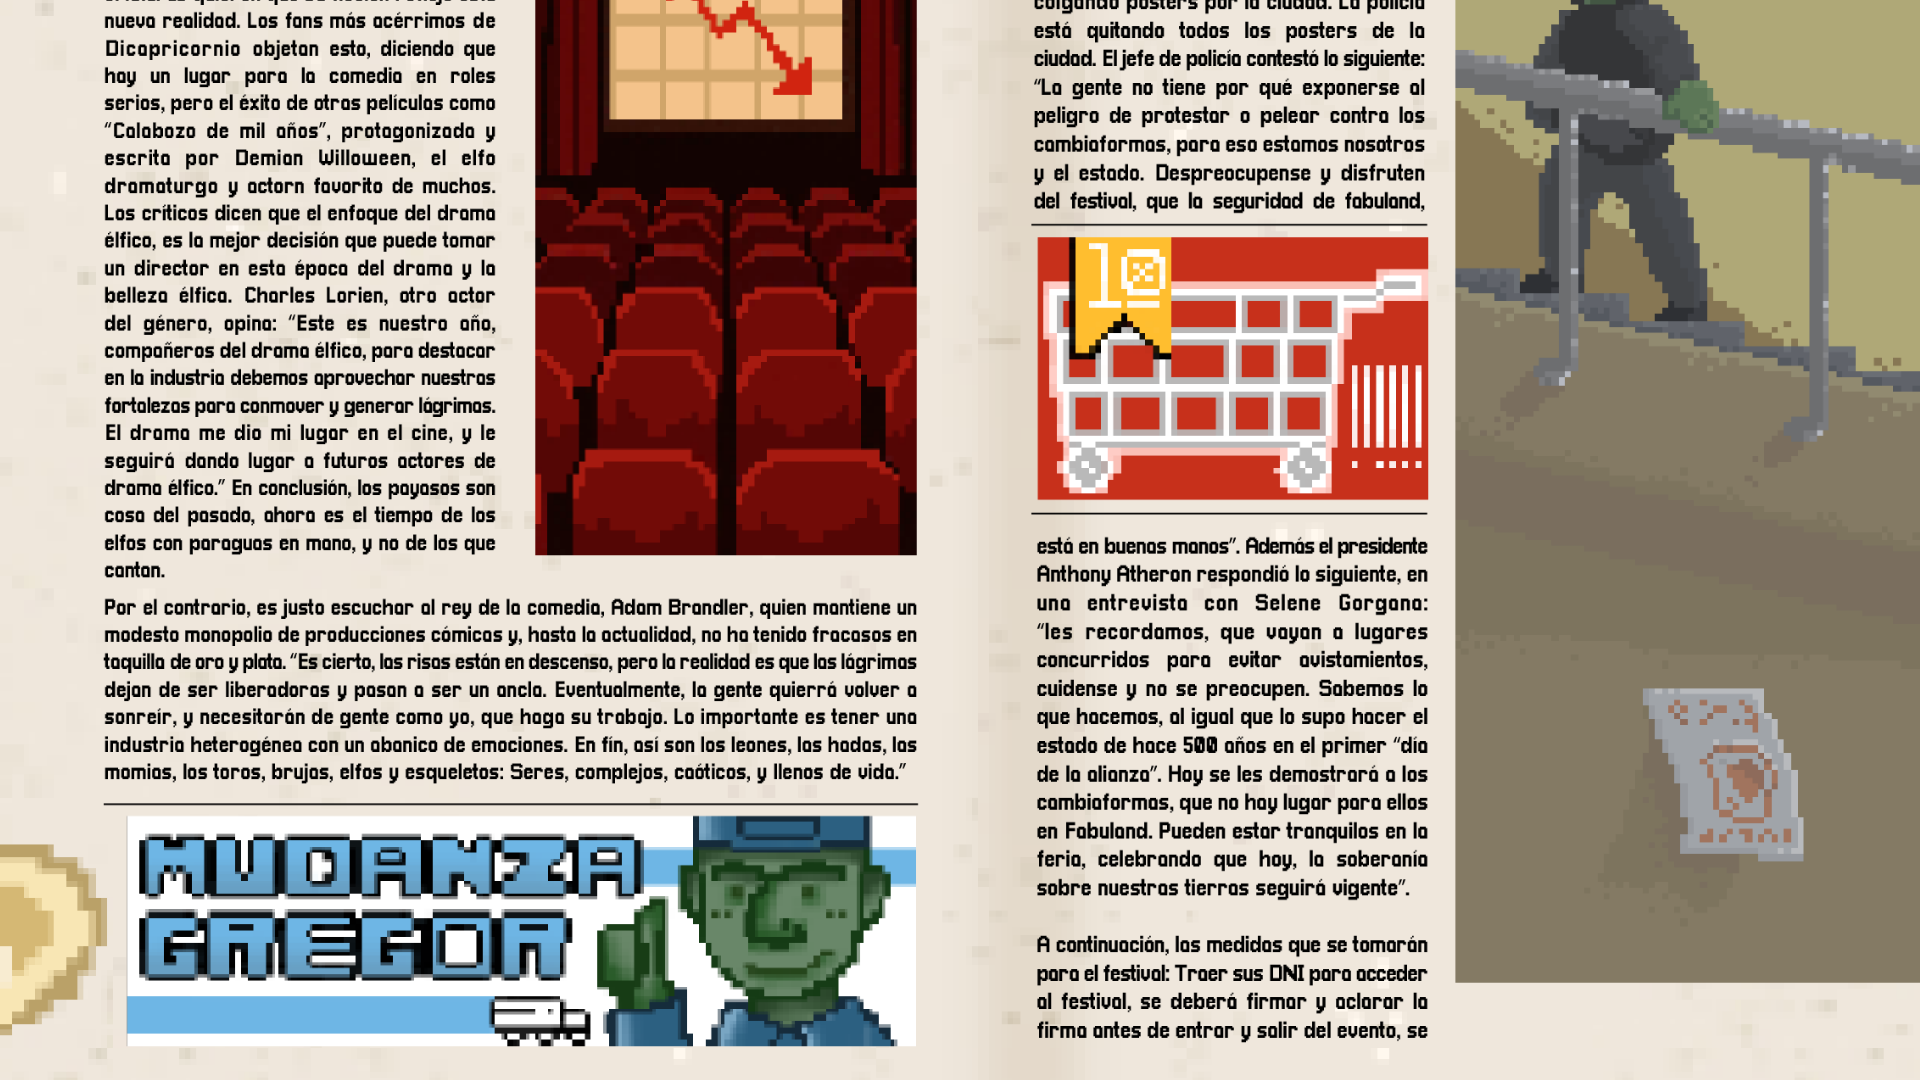 nueva realidad. Los fans más acérrimos de
Dicapricornio objetan esto, diciendo que
hay un lugar para la comedia en roles
serios, pero el éxito de otras películas como
“Calabozo de mil años”, protagonizada y
escrita por Demian Willoween, el elfo
dramaturgo y actorn favorito de muchos.
Los críticos dicen que el enfoque del drama
élfico, es la mejor decisión que puede tomar
un director en esta época del drama y la
belleza élfica. Charles Lorien, otro actor
del género, opina: “Este es nuestro año,
compañeros del drama élfico, para destacar
en la industria debemos aprovechar nuestras
fortalezas para conmover y generar lágrimas.
El drama me dio mi lugar en el cine, y le
seguirá dando lugar a futuros actores de
drama élfico.” En conclusión, los payasos son
cosa del pasado, ahora es el tiempo de los
elfos con paraguas en mano, y no de los que
cantan.
Por el contrario, es justo escuchar al rey de la comedia, Adam Brandler, quien mantiene un
modesto monopolio de producciones cómicas y, hasta la actualidad, no ha tenido fracasos en
taquilla de oro y plata. “Es cierto, las risas están en descenso, pero la realidad es que las lágrimas
dejan de ser liberadoras y pasan a ser un ancla. Eventualmente, la gente querrá volver a
sonreír, y necesitarán de gente como yo, que haga su trabajo. Lo importante es tener una
industria heterogénea con un abanico de emociones. En fin, así son los leones, las hadas, las
momias, los toros, brujas, elfos y esqueletos: Seres, complejos, caóticos, y llenos de vida.”
MUDANZA
GREGOR
colgando posters por la ciudad. La policía
está quitando todos los posters de la
ciudad. El jefe de policía contestó lo siguiente:
“La gente no tiene por qué exponerse al
peligro de protestar o pelear contra los
cambiaformas, para eso estamos nosotros
y el estado. Despreocupense y disfruten
del festival, que la seguridad de fabuland,
10
está en buenas manos”. Además el presidente
Anthony Atheron respondió lo siguiente, en
una entrevista con Selene Gorgana:
“les recordamos, que vayan a lugares
concurridos para evitar avistamientos,
cuidense y no se preocupen. Sabemos lo
que hacemos, al igual que lo supo hacer el
estado de hace 500 años en el primer “día
de la alianza”. Hoy se les demostrará a los
cambiaformas, que no hay lugar para ellos
en Fabuland. Pueden estar tranquilos en la
feria, celebrando que hoy, la soberanía
sobre nuestras tierras seguirá vigente”.
A continuación, las medidas que se tomarán
para el festival: Traer sus DNI para acceder
al festival, se deberá firmar y aclarar la
firma antes de entrar y salir del evento, se